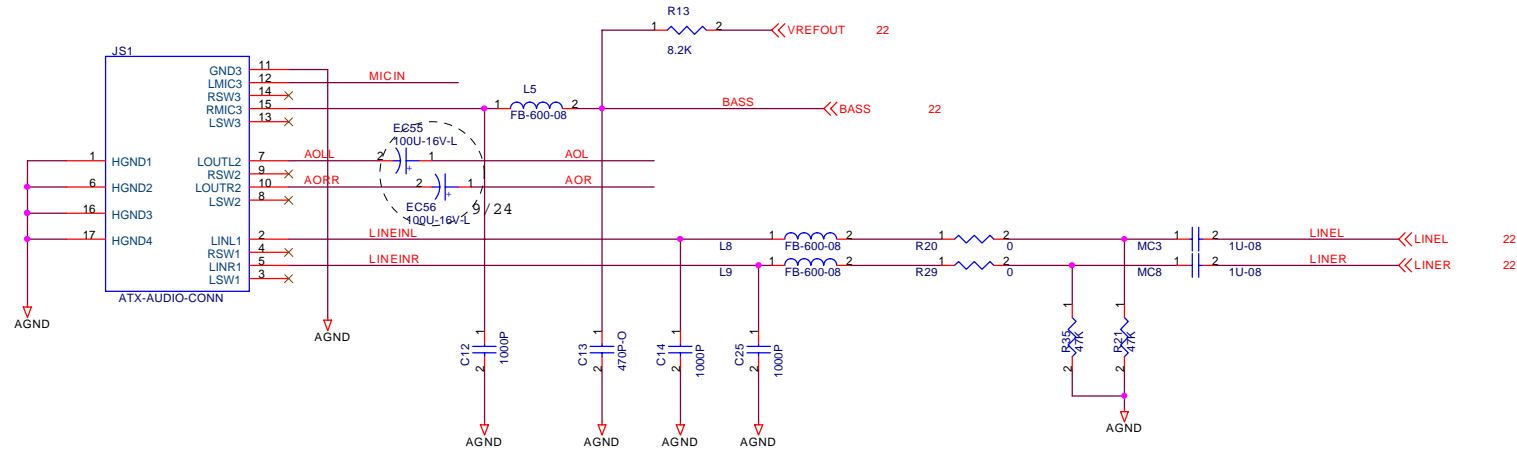 R13
1 2 VREFOUT 22
8.2K
JS1
GND3 11
LMIC3 12 MICIN
RSW3 14
RMIC3 15
LSW3 13
L5
1 2
FB-600-08
BASS BASS 22
EC55
100U-16V-L
1 HGND1 LOUTL2 7 AOLL 2 1 AOL
RSW2 9
6 HGND2 LOUTR2 10 AORR 2 1 AOR
LSW2 8
16 HGND3
EC56
100U-16V-L
9/24
17 HGND4 LINL1 2 LINEINL
RSW1 4
LINR1 5 LINEINR
LSW1 3
ATX-AUDIO-CONN
L8 1 2 FB-600-08 R20 1 2 0 MC3 1 2 1U-08 LINEL LINEL 22
L9 1 2 FB-600-08 R29 1 2 0 MC8 1 2 1U-08 LINER LINER 22
AGND
AGND
C12 1 2 1000P
C13 1 2 470P-O
C14 1 2 1000P
C25 1 2 1000P
R35 1 2 47K
R21 1 2 47K
AGND
AGND
AGND
AGND
AGND